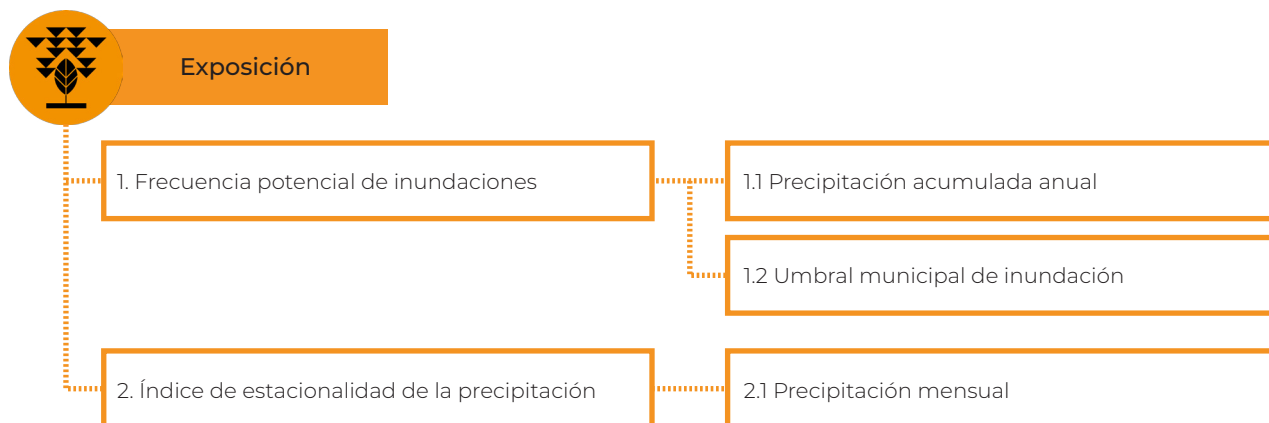 Exposición
1. Frecuencia potencial de inundaciones
1.1 Precipitación acumulada anual
1.2 Umbral municipal de inundación
2. Índice de estacionalidad de la precipitación
2.1 Precipitación mensual